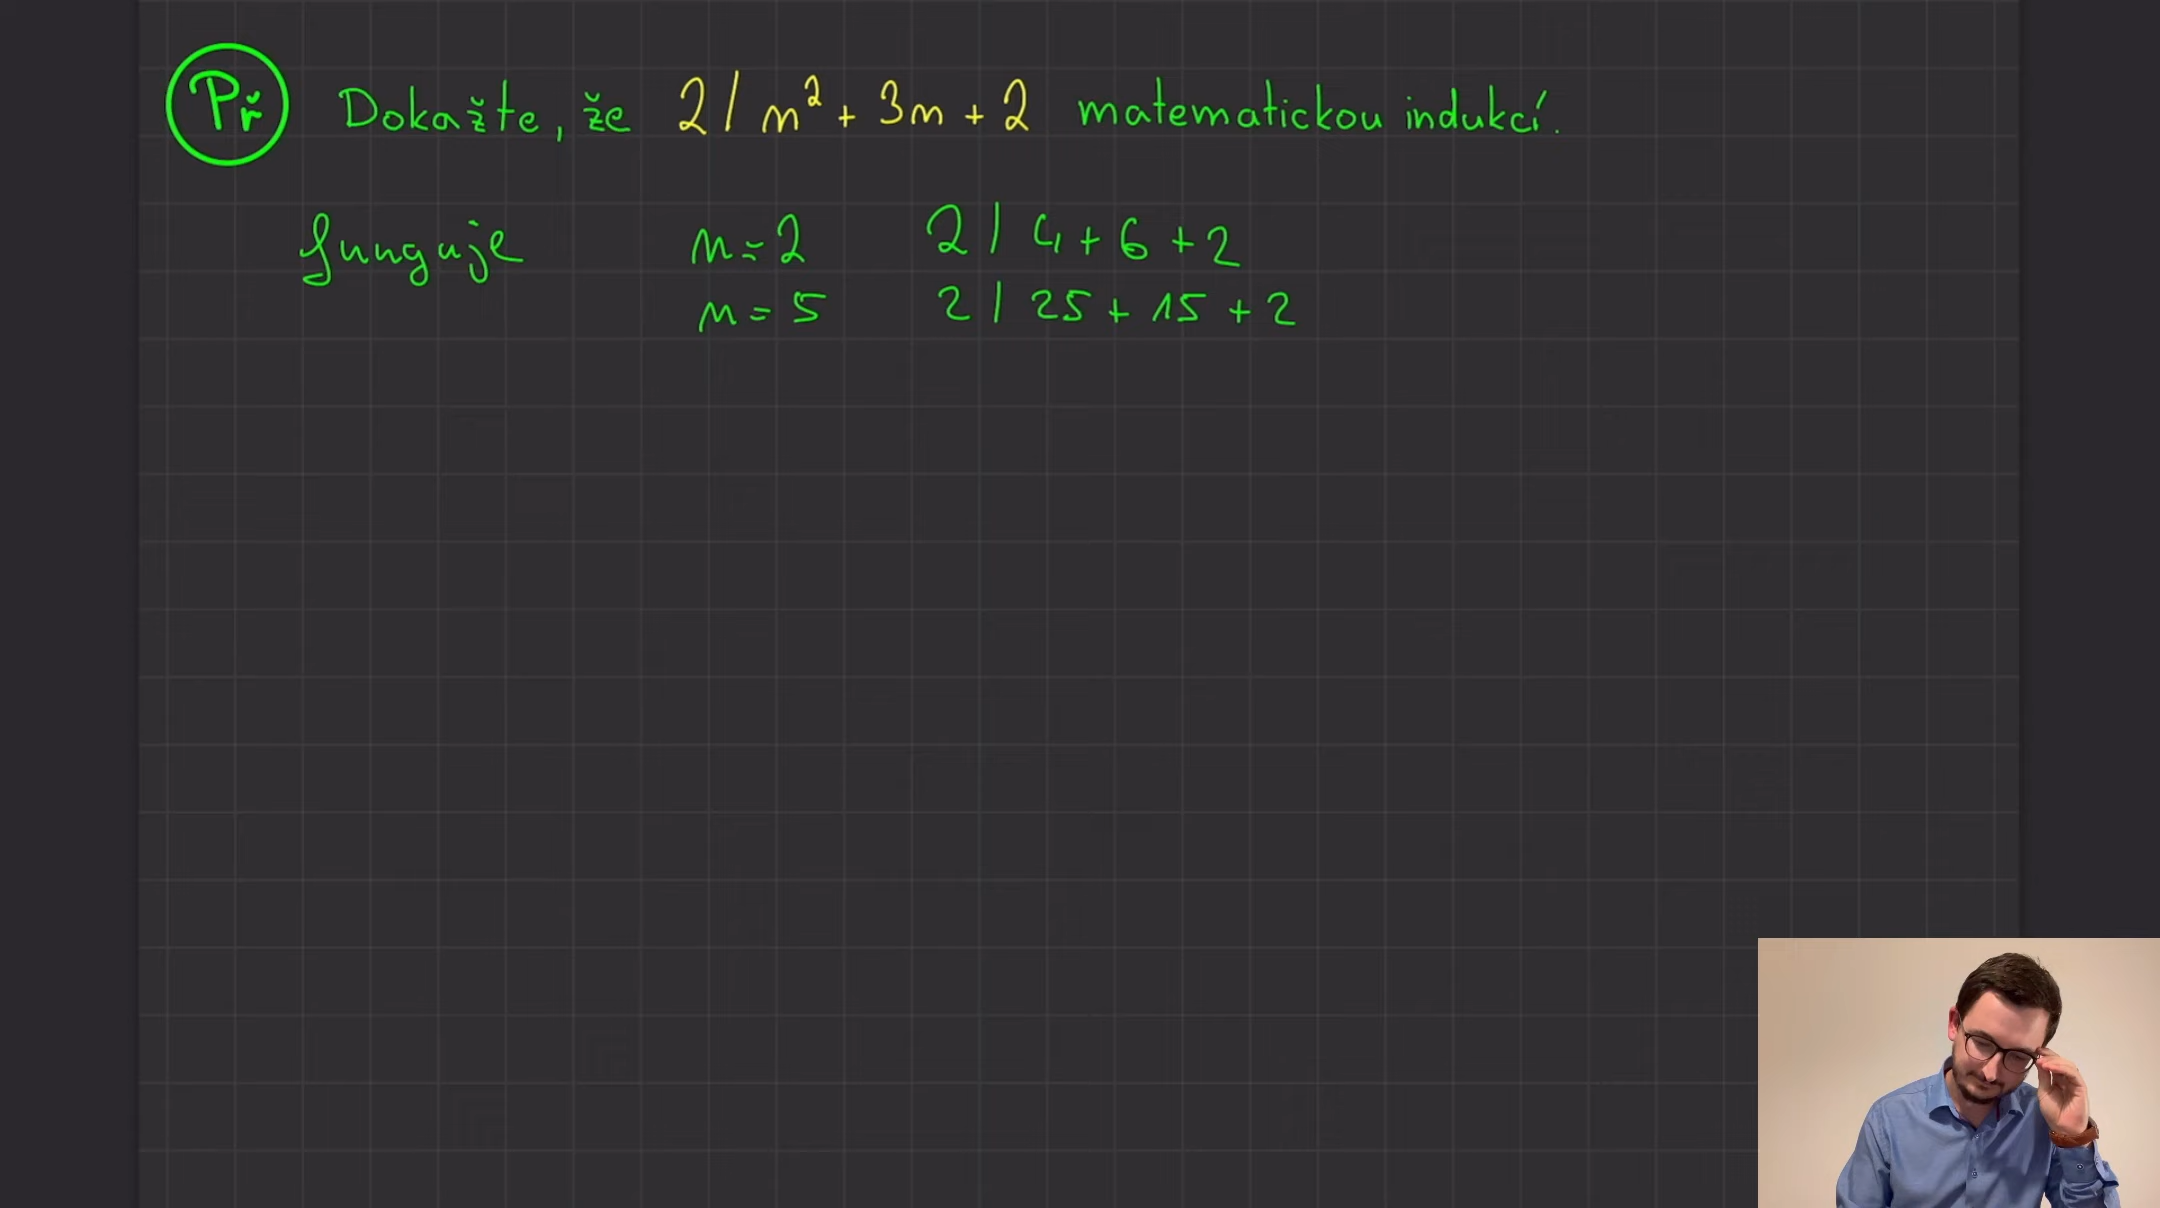 Př Dokažte, že 2 | n² + 3n + 2 matematickou indukcí.
funguje n = 2 2 | 4 + 6 + 2
n = 5 2 | 25 + 15 + 2